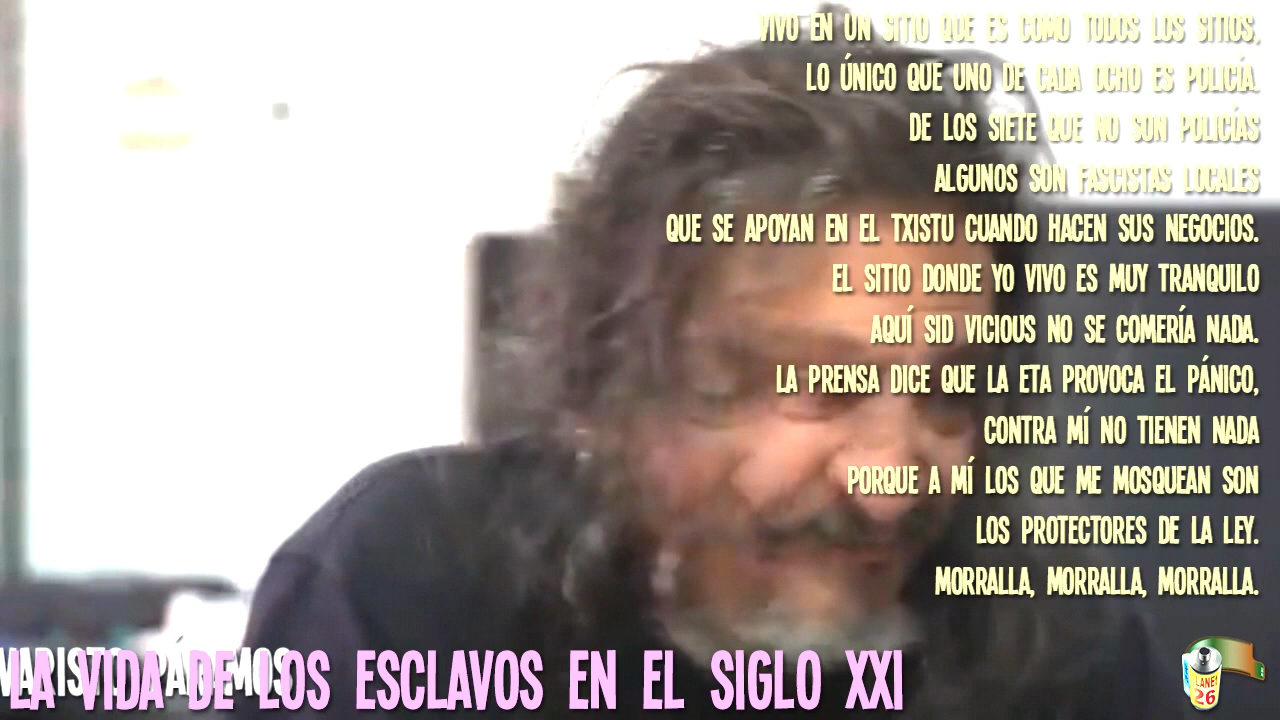 VIVO EN UN SITIO QUE ES COMO TODOS LOS SITIOS,
LO ÚNICO QUE UNO DE CADA OCHO ES POLICÍA.
DE LOS SIETE QUE NO SON POLICÍAS
ALGUNOS SON FASCISTAS LOCALES
QUE SE APOYAN EN EL TXISTU CUANDO HACEN SUS NEGOCIOS.
EL SITIO DONDE YO VIVO ES MUY TRANQUILO
AQUÍ SID VICIOUS NO SE COMERÍA NADA.
LA PRENSA DICE QUE LA ETA PROVOCA EL PÁNICO,
CONTRA MÍ NO TIENEN NADA
PORQUE A MÍ LOS QUE ME MOSQUEAN SON
LOS PROTECTORES DE LA LEY.
MORRALLA, MORRALLA, MORRALLA.
LA VIDA DE LOS ESCLAVOS EN EL SIGLO XXI
26